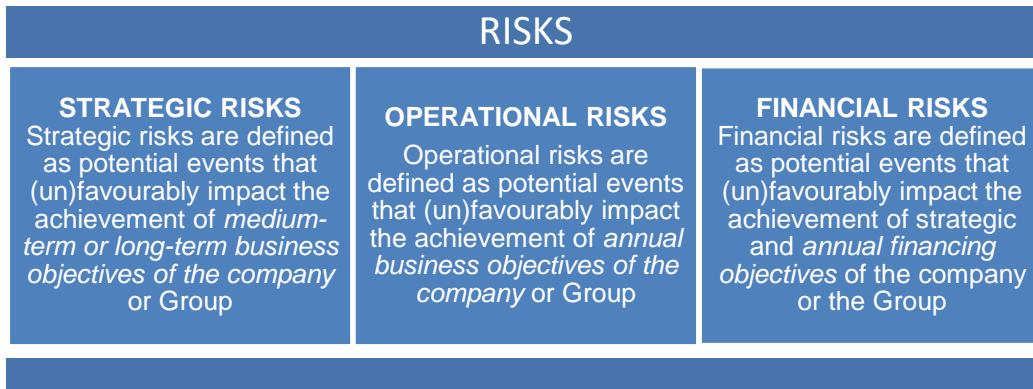 RISKS
STRATEGIC RISKS
Strategic risks are defined
as potential events that
(un)favourably impact the
achievement of medium-
term or long-term business
objectives of the company
or Group
OPERATIONAL RISKS
Operational risks are
defined as potential events
that (un)favourably impact
the achievement of annual
business objectives of the
company or Group
FINANCIAL RISKS
Financial risks are defined
as potential events that
(un)favourably impact the
achievement of strategic
and annual financing
objectives of the company
or the Group